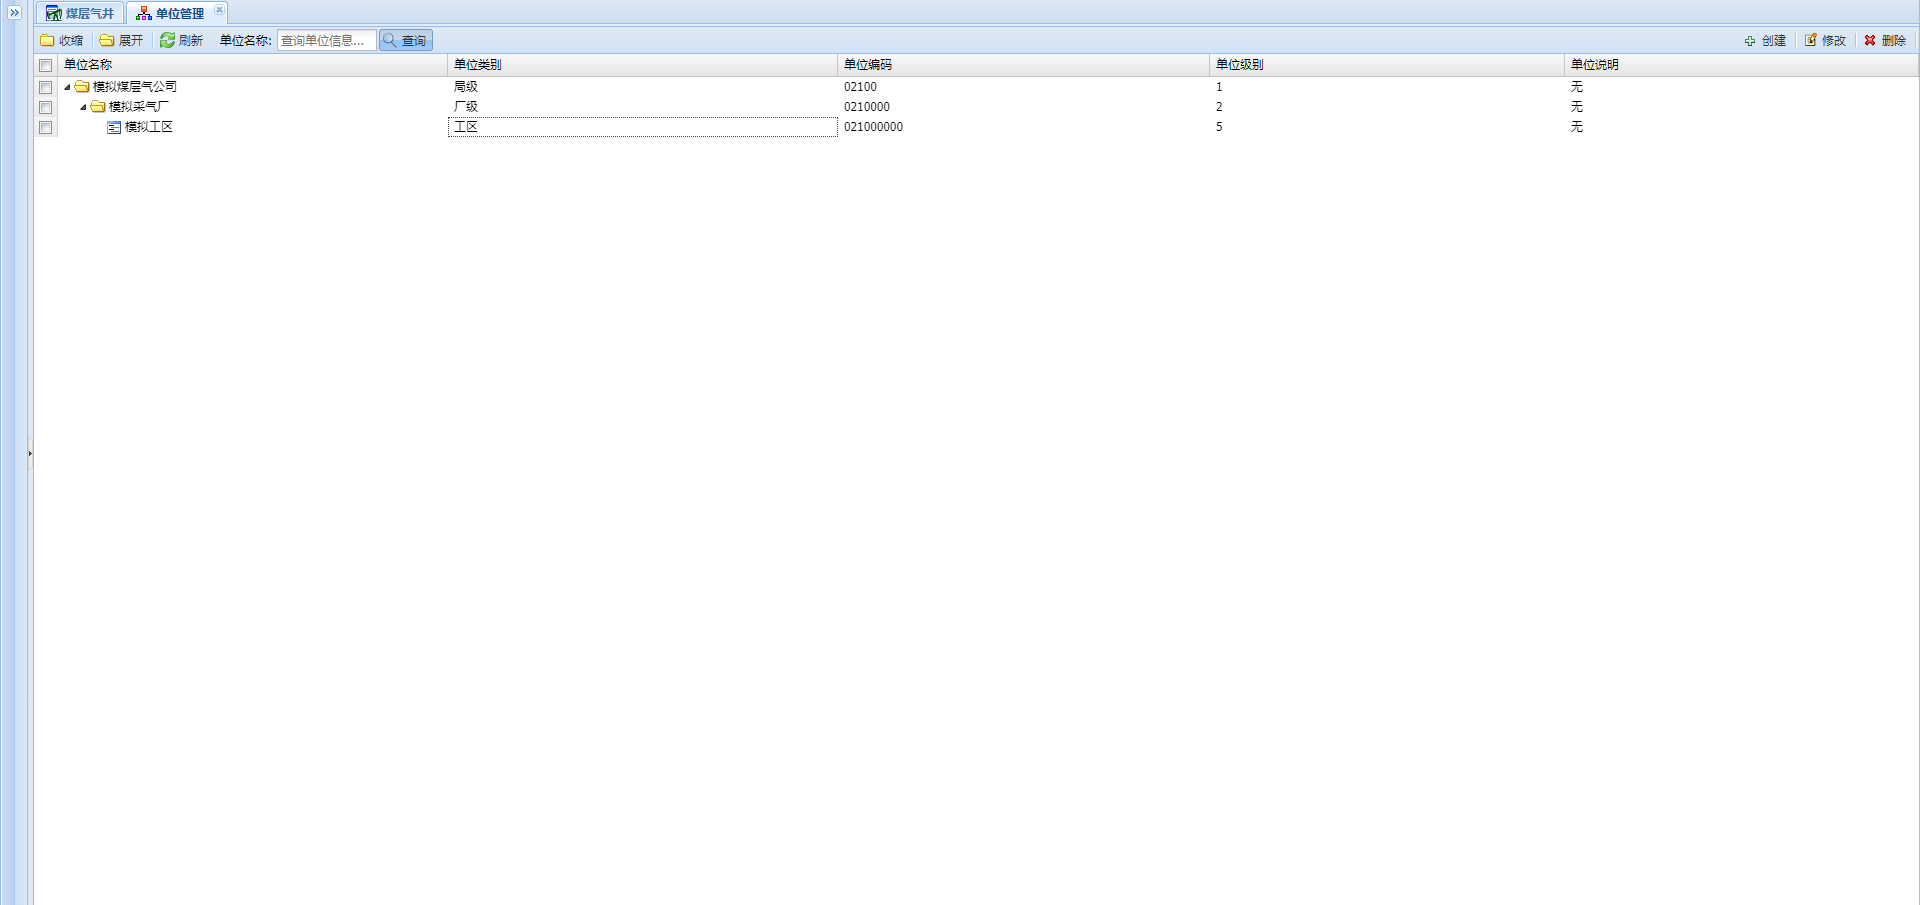 煤层气井 单位管理
收缩 展开 刷新 单位名称: 查询单位信息... 查询 创建 修改 删除
单位名称 单位类别 单位编码 单位级别 单位说明
模拟煤层气公司 局级 02100 1 无
模拟采气厂 厂级 0210000 2 无
模拟工区 工区 021000000 5 无